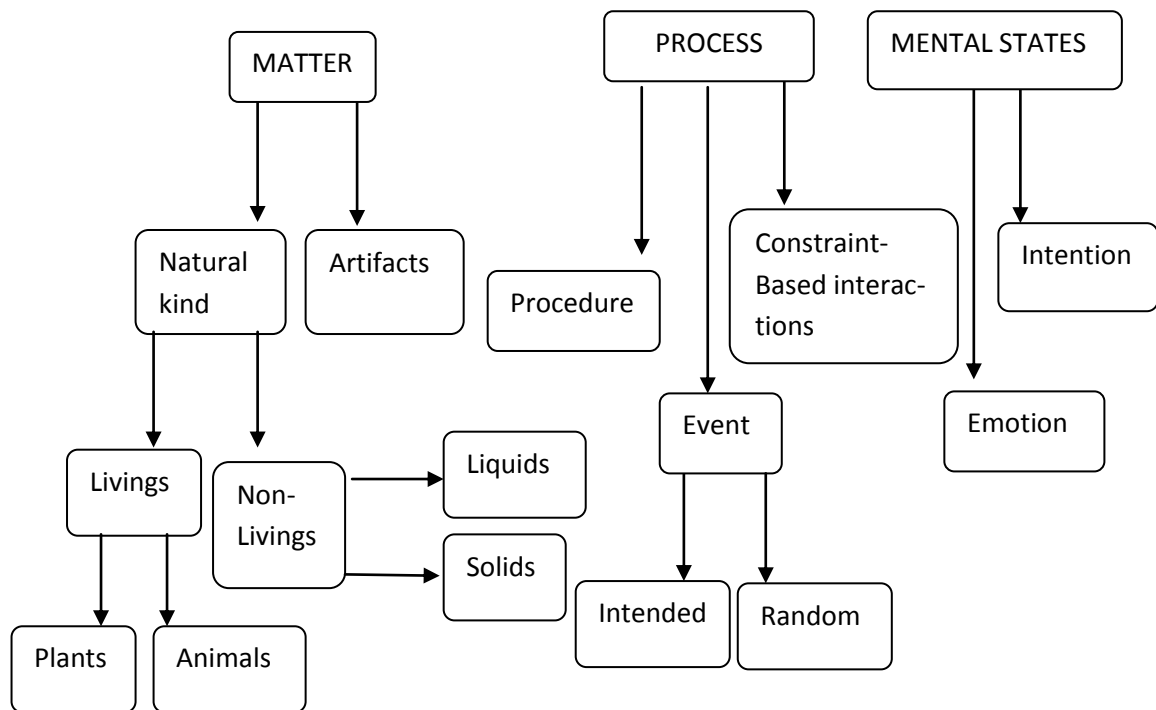 MATTER
PROCESS
MENTAL STATES
Natural
kind
Artifacts
Procedure
Constraint-
Based interac-
tions
Intention
Event
Emotion
Livings
Non-
Livings
Liquids
Solids
Intended
Random
Plants
Animals